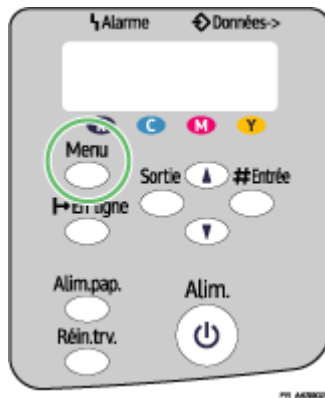 Alarme Données->
K C M Y
Menu
Sortie #Entrée
En ligne
Alim.pap. Alim.
Réin.trv.